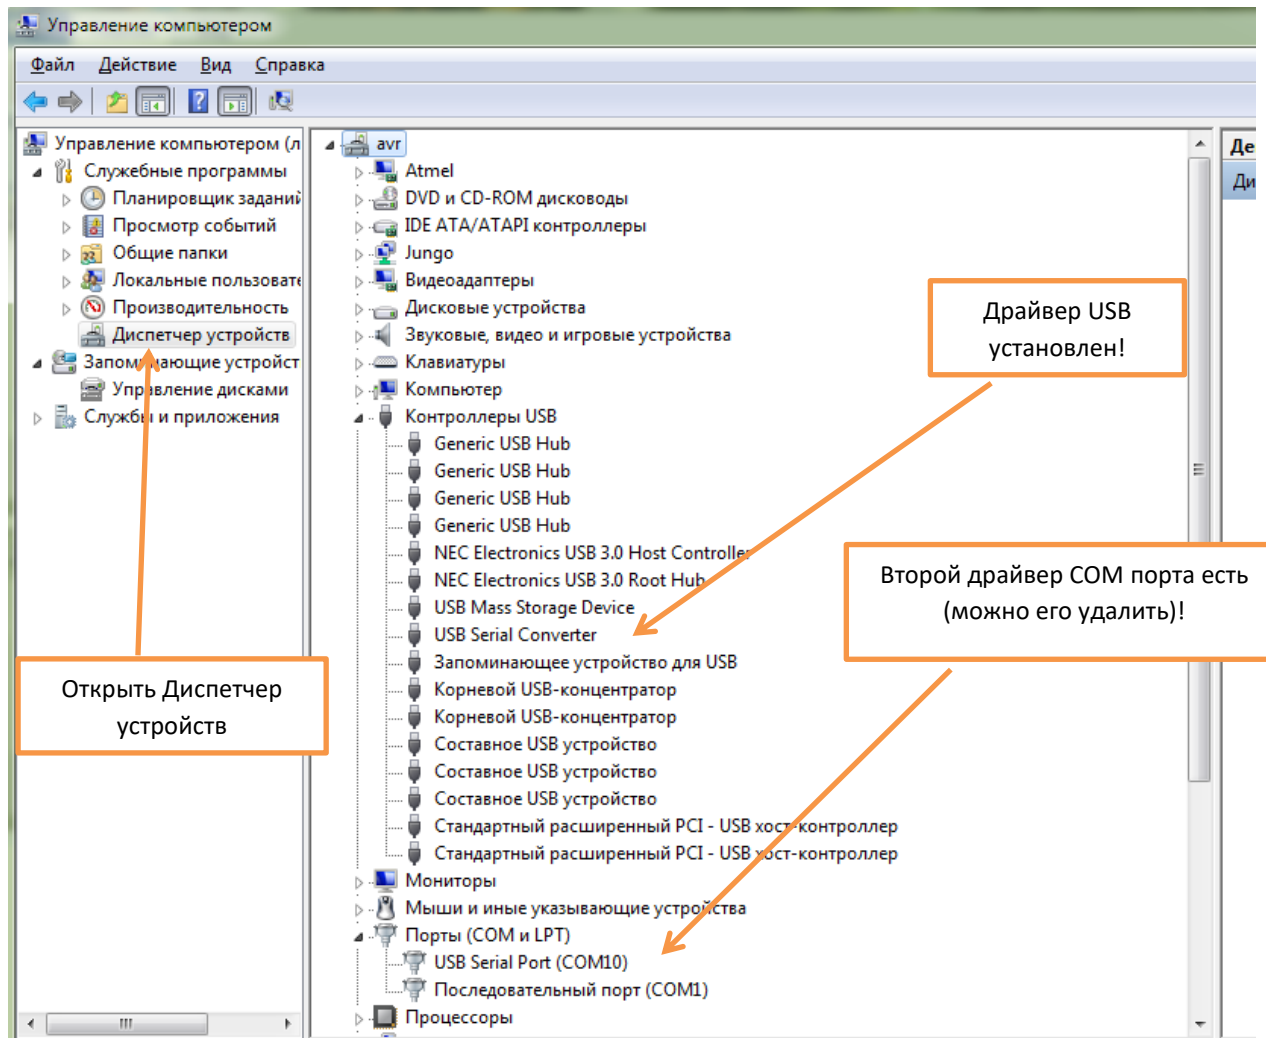 Управление компьютером
Файл Действие Вид Справка
Управление компьютером (л
Служебные программы
Планировщик заданий
Просмотр событий
Общие папки
Локальные пользовате
Производительность
Диспетчер устройств
Запоминающие устройст
Управление дисками
Службы и приложения
Открыть Диспетчер
устройств
avr
Atmel
DVD и CD-ROM дисководы
IDE ATA/ATAPI контроллеры
Jungo
Видеоадаптеры
Дисковые устройства
Звуковые, видео и игровые устройства
Клавиатуры
Компьютер
Контроллеры USB
Generic USB Hub
Generic USB Hub
Generic USB Hub
Generic USB Hub
NEC Electronics USB 3.0 Host Controller
NEC Electronics USB 3.0 Root Hub
USB Mass Storage Device
USB Serial Converter
Запоминающее устройство для USB
Корневой USB-концентратор
Корневой USB-концентратор
Составное USB устройство
Составное USB устройство
Составное USB устройство
Стандартный расширенный PCI - USB хост-контроллер
Стандартный расширенный PCI - USB хост-контроллер
Мониторы
Мыши и иные указывающие устройства
Порты (COM и LPT)
USB Serial Port (COM10)
Последовательный порт (COM1)
Процессоры
Драйвер USB
установлен!
Второй драйвер COM порта есть
(можно его удалить)!
Де
Ди